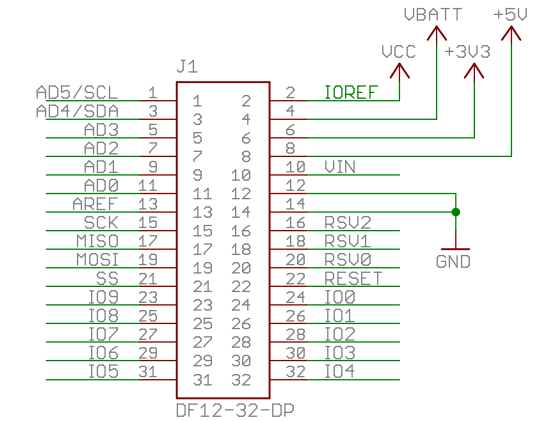 VBATT +5V
VCC +3V3
J1
AD5/SCL 1 1 2 2 IOREF
AD4/SDA 3 3 4 4
AD3 5 5 6 6
AD2 7 7 8 8
AD1 9 9 10 10 VIN
AD0 11 11 12 12
AREF 13 13 14 14
SCK 15 15 16 16 RSV2
MISO 17 17 18 18 RSV1
MOSI 19 19 20 20 RSV0
SS 21 21 22 22 RESET
IO9 23 23 24 24 IO0
IO8 25 25 26 26 IO1
IO7 27 27 28 28 IO2
IO6 29 29 30 30 IO3
IO5 31 31 32 32 IO4
GND
DF12-32-DP